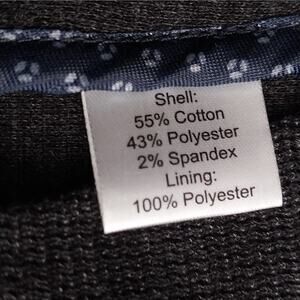 Shell:
55% Cotton
43% Polyester
2% Spandex
Lining:
100% Polyester